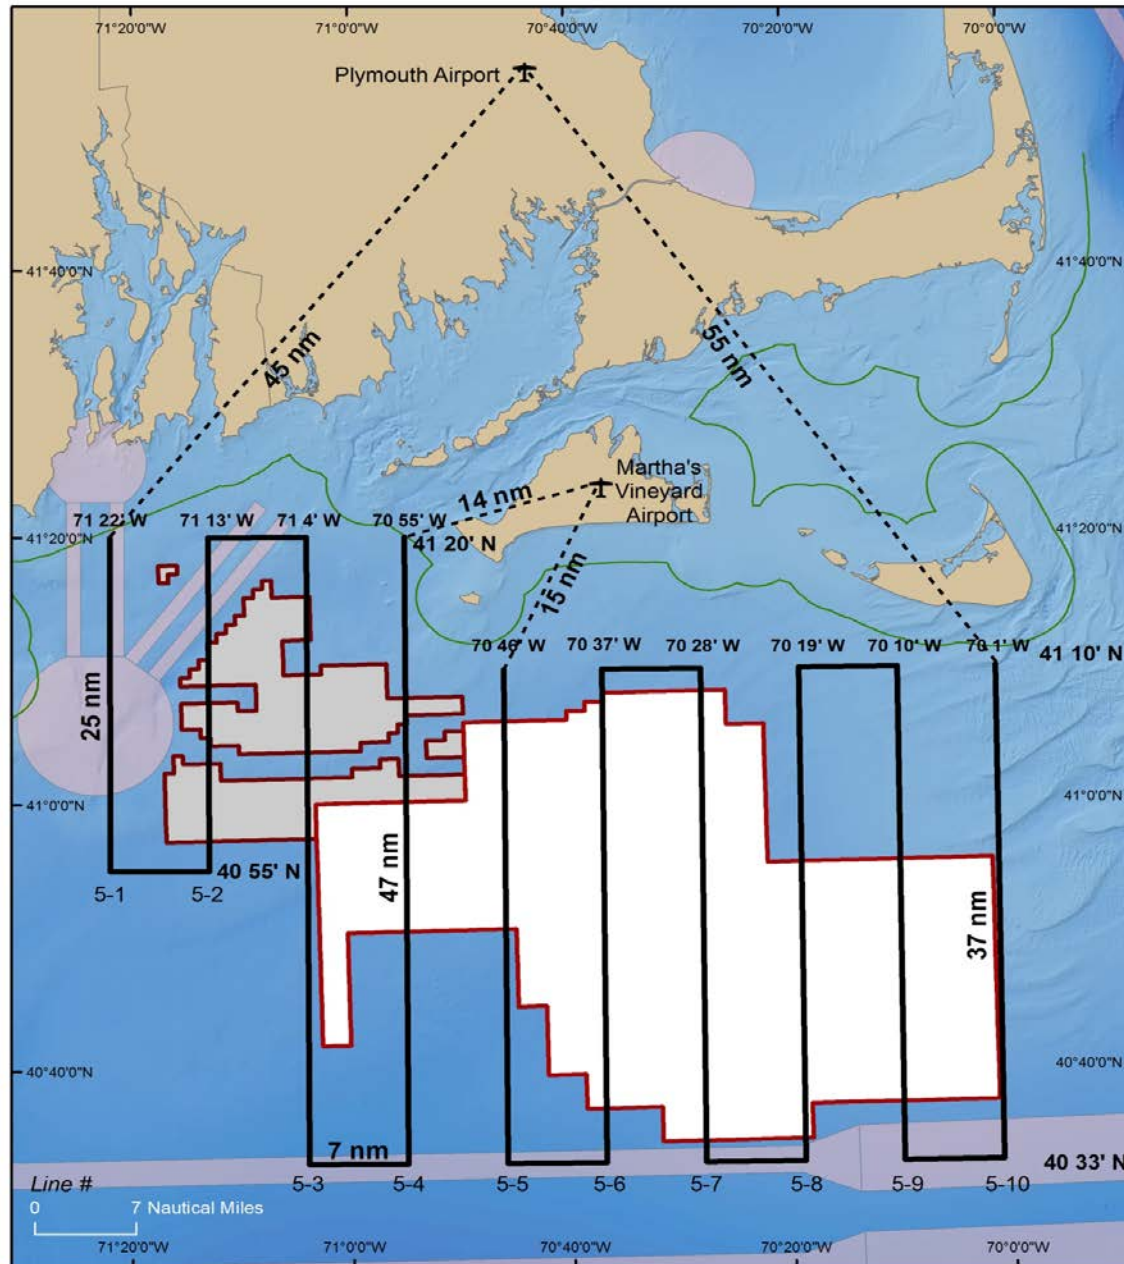 71°20'0"W 71°0'0"W 70°40'0"W 70°20'0"W 70°0'0"W
Plymouth Airport
41°40'0"N
41°40'0"N
45 nm
55 nm
Martha's
Vineyard
Airport
14 nm
71 22' W 71 13' W 71 4' W 70 55' W
41°20'0"N
41 20' N
41°20'0"N
15 nm
70 46' W 70 37' W 70 28' W 70 19' W 70 10' W 70 1' W
41 10' N
25 nm
41°0'0"N
41°0'0"N
47 nm
40 55' N
5-1 5-2
37 nm
40°40'0"N
40°40'0"N
7 nm
40 33' N
Line #
5-3 5-4 5-5 5-6 5-7 5-8 5-9 5-10
0 7 Nautical Miles
71°20'0"W 71°0'0"W 70°40'0"W 70°20'0"W 70°0'0"W